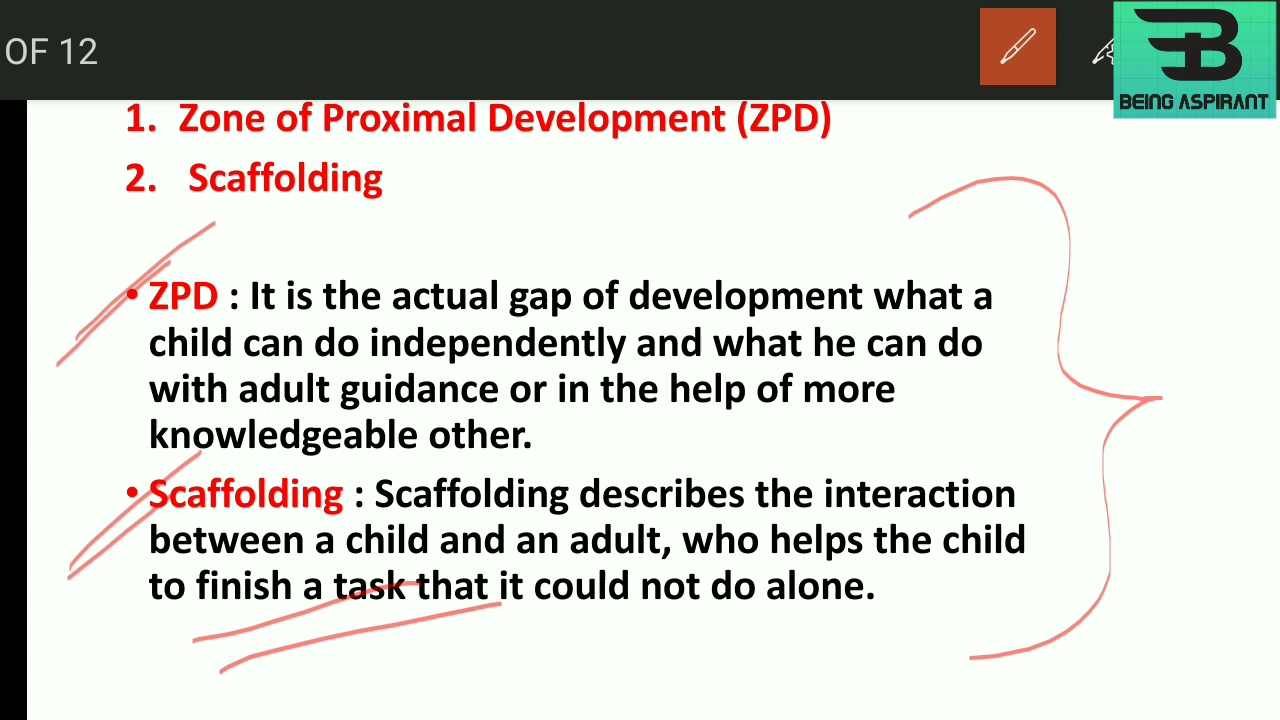 OF 12
BEING ASPIRANT
1. Zone of Proximal Development (ZPD)
2. Scaffolding
• ZPD : It is the actual gap of development what a
child can do independently and what he can do
with adult guidance or in the help of more
knowledgeable other.
• Scaffolding : Scaffolding describes the interaction
between a child and an adult, who helps the child
to finish a task that it could not do alone.